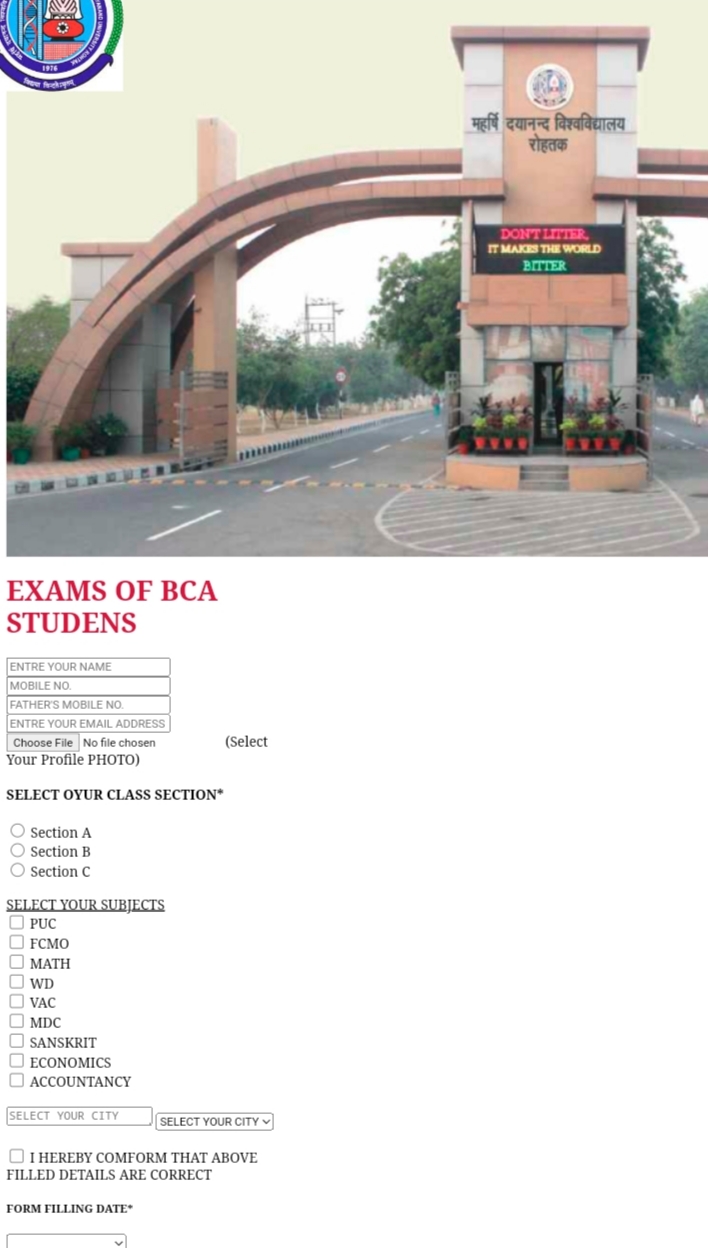 1976
महर्षि दयानन्द विश्वविद्यालय
रोहतक
DON'T LITTER,
IT MAKES THE WORLD
BITTER
EXAMS OF BCA
STUDENS
ENTRE YOUR NAME
MOBILE NO.
FATHER'S MOBILE NO.
ENTRE YOUR EMAIL ADDRESS
Choose File No file chosen (Select
Your Profile PHOTO)
SELECT OYUR CLASS SECTION*
Section A
Section B
Section C
SELECT YOUR SUBJECTS
PUC
FCMO
MATH
WD
VAC
MDC
SANSKRIT
ECONOMICS
ACCOUNTANCY
SELECT YOUR CITY SELECT YOUR CITY
I HEREBY COMFORM THAT ABOVE
FILLED DETAILS ARE CORRECT
FORM FILLING DATE*